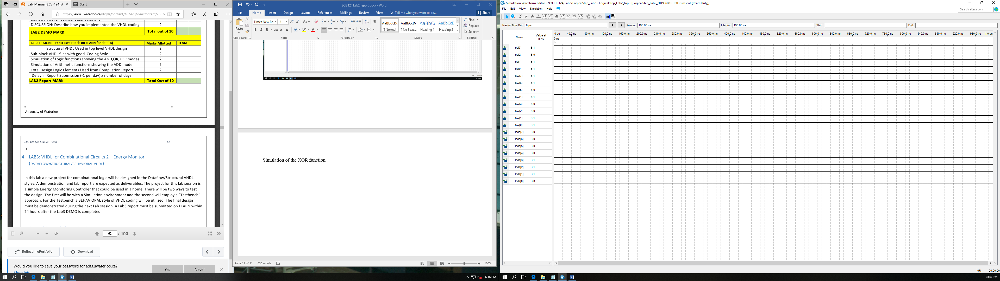 Lab_Manual_ECE-124_W
Start
https://learn.uwaterloo.ca/d2l/le/content/467420/viewContent/2557
DISCUSSION: Describe how you implemented the VHDL coding. 2
LAB2 DEMO MARK Total out of 10
LAB2 DESIGN REPORT (see rubric on LEARN for details) Marks Allotted TEAM
Structural VHDL Used in top level VHDL design 2
Sub-block VHDL files with good Coding Style 2
Simulation of Logic functions showing the AND,OR,XOR modes 2
Simulation of Arithmetic functions showing the ADD mode 2
Total Design Logic Elements Used from Compilation Report 2
Delay in Report Submission (-1 per day) x number of days:
LAB2 Report MARK Total Out of 10
University of Waterloo
ECE-124 Lab Manual– V3.0 62
4 LAB3: VHDL for Combinational Circuits 2 – Energy Monitor
(DATAFLOW/STRUCTURAL/BEHAVIORAL VHDL)
In this lab a new project for combinational logic will be designed in the Dataflow/Structural VHDL
styles. A demonstration and lab report are expected as deliverables. The project for this lab session is
a simple Energy Monitoring Controller that could be used in a home. There will be two ways to test
the design. The first will be with a Simulation environment and the second will employ a “Testbench”
approach. For the Testbench a BEHAVIORAL style of VHDL coding will be utilized. The final design
must be demonstrated during the next Lab session. A Lab3 report must be submitted on LEARN within
24 hours after the Lab3 DEMO is completed.
62 / 103
Reflect in ePortfolio
Download
Would you like to save your password for adfs.uwaterloo.ca?
More info
Yes
Never
ECE 124 Lab2 report.docx - Word
File Home Insert Design Layout References Mailings Review View Tell me what you want to do... Share
Paste
Times New Ro 14 Aa
B I U abc X₂ X²
AaBbCcDc AaBbCcDc AaBbCc AaBbCcC
¶ Normal ¶ No Spac... Heading 1 Heading 2
Find
Replace
Select
Clipboard Font Paragraph Styles Editing
Simulation of the XOR function
Page 11 of 11 835 words 100%
6:16 PM
Simulation Waveform Editor - N:/ECE-124/Lab2/LogicalStep_Lab2 - LogicalStep_Lab2_top - [LogicalStep_Lab2_20190608181603.sim.vwf (Read-Only)]
File Edit View Simulation Help
Search altera.com
Master Time Bar: 0 ps Pointer: 198.66 ns Interval: 198.66 ns Start: End:
Name
Value at
0 ps
0 ps 40.0 ns 80.0 ns 120.0 ns 160.0 ns 200.0 ns 240.0 ns 280.0 ns 320.0 ns 360.0 ns 400.0 ns 440.0 ns 480.0 ns 520.0 ns 560.0 ns 600.0 ns 640.0 ns 680.0 ns 720.0 ns 760.0 ns 800.0 ns 840.0 ns 880.0 ns 920.0 ns 960.0 ns 1.0 us
0 ps
pb[3] B 1
pb[2] B 0
pb[1] B 1
pb[0] B 1
sw[7] B 1
sw[6] B 1
sw[5] B 0
sw[4] B 1
sw[3] B 0
sw[2] B 0
sw[1] B 1
sw[0] B 1
leds[7] B 0
leds[6] B 0
leds[5] B 0
leds[4] B 0
leds[3] B 1
leds[2] B 1
leds[1] B 1
leds[0] B 0
0% 00:00:00
6:16 PM